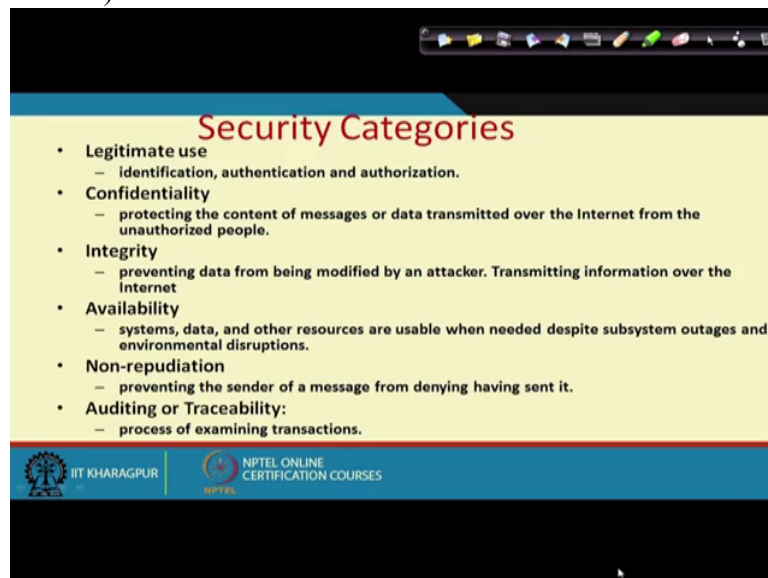 Security Categories
• Legitimate use
– identification, authentication and authorization.
• Confidentiality
– protecting the content of messages or data transmitted over the Internet from the
unauthorized people.
• Integrity
– preventing data from being modified by an attacker. Transmitting information over the
Internet
• Availability
– systems, data, and other resources are usable when needed despite subsystem outages and
environmental disruptions.
• Non-repudiation
– preventing the sender of a message from denying having sent it.
• Auditing or Traceability:
– process of examining transactions.
IIT KHARAGPUR
NPTEL
NPTEL ONLINE
CERTIFICATION COURSES